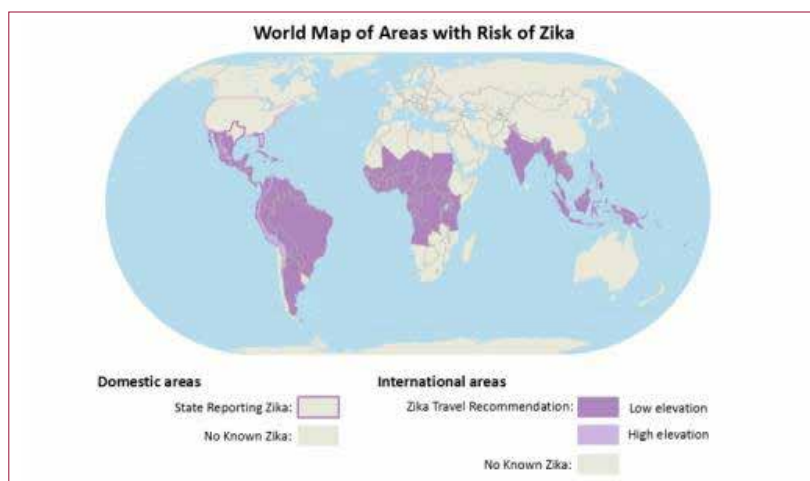 World Map of Areas with Risk of Zika
Domestic areas
State Reporting Zika:
No Known Zika:
International areas
Zika Travel Recommendation:
Low elevation
High elevation
No Known Zika: